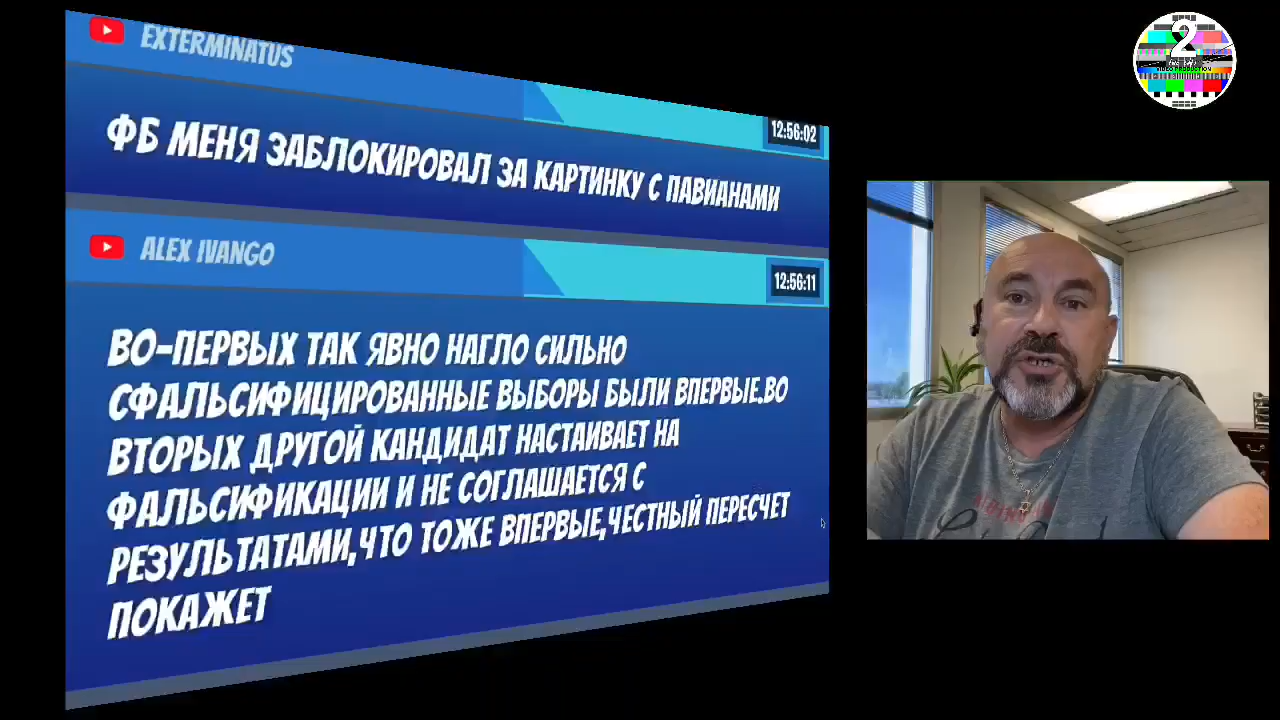 EXTERMINATUS
12:56:02
ФБ МЕНЯ ЗАБЛОКИРОВАЛ ЗА КАРТИНКУ С ПАВИАНАМИ
ALEX IVANGO
12:56:11
ВО-ПЕРВЫХ ТАК ЯВНО НАГЛО СИЛЬНО
СФАЛЬСИФИЦИРОВАННЫЕ ВЫБОРЫ БЫЛИ ВПЕРВЫЕ.ВО
ВТОРЫХ ДРУГОЙ КАНДИДАТ НАСТАИВАЕТ НА
ФАЛЬСИФИКАЦИИ И НЕ СОГЛАШАЕТСЯ С
РЕЗУЛЬТАТАМИ,ЧТО ТОЖЕ ВПЕРВЫЕ,ЧЕСТНЫЙ ПЕРЕСЧЕТ
ПОКАЖЕТ
2